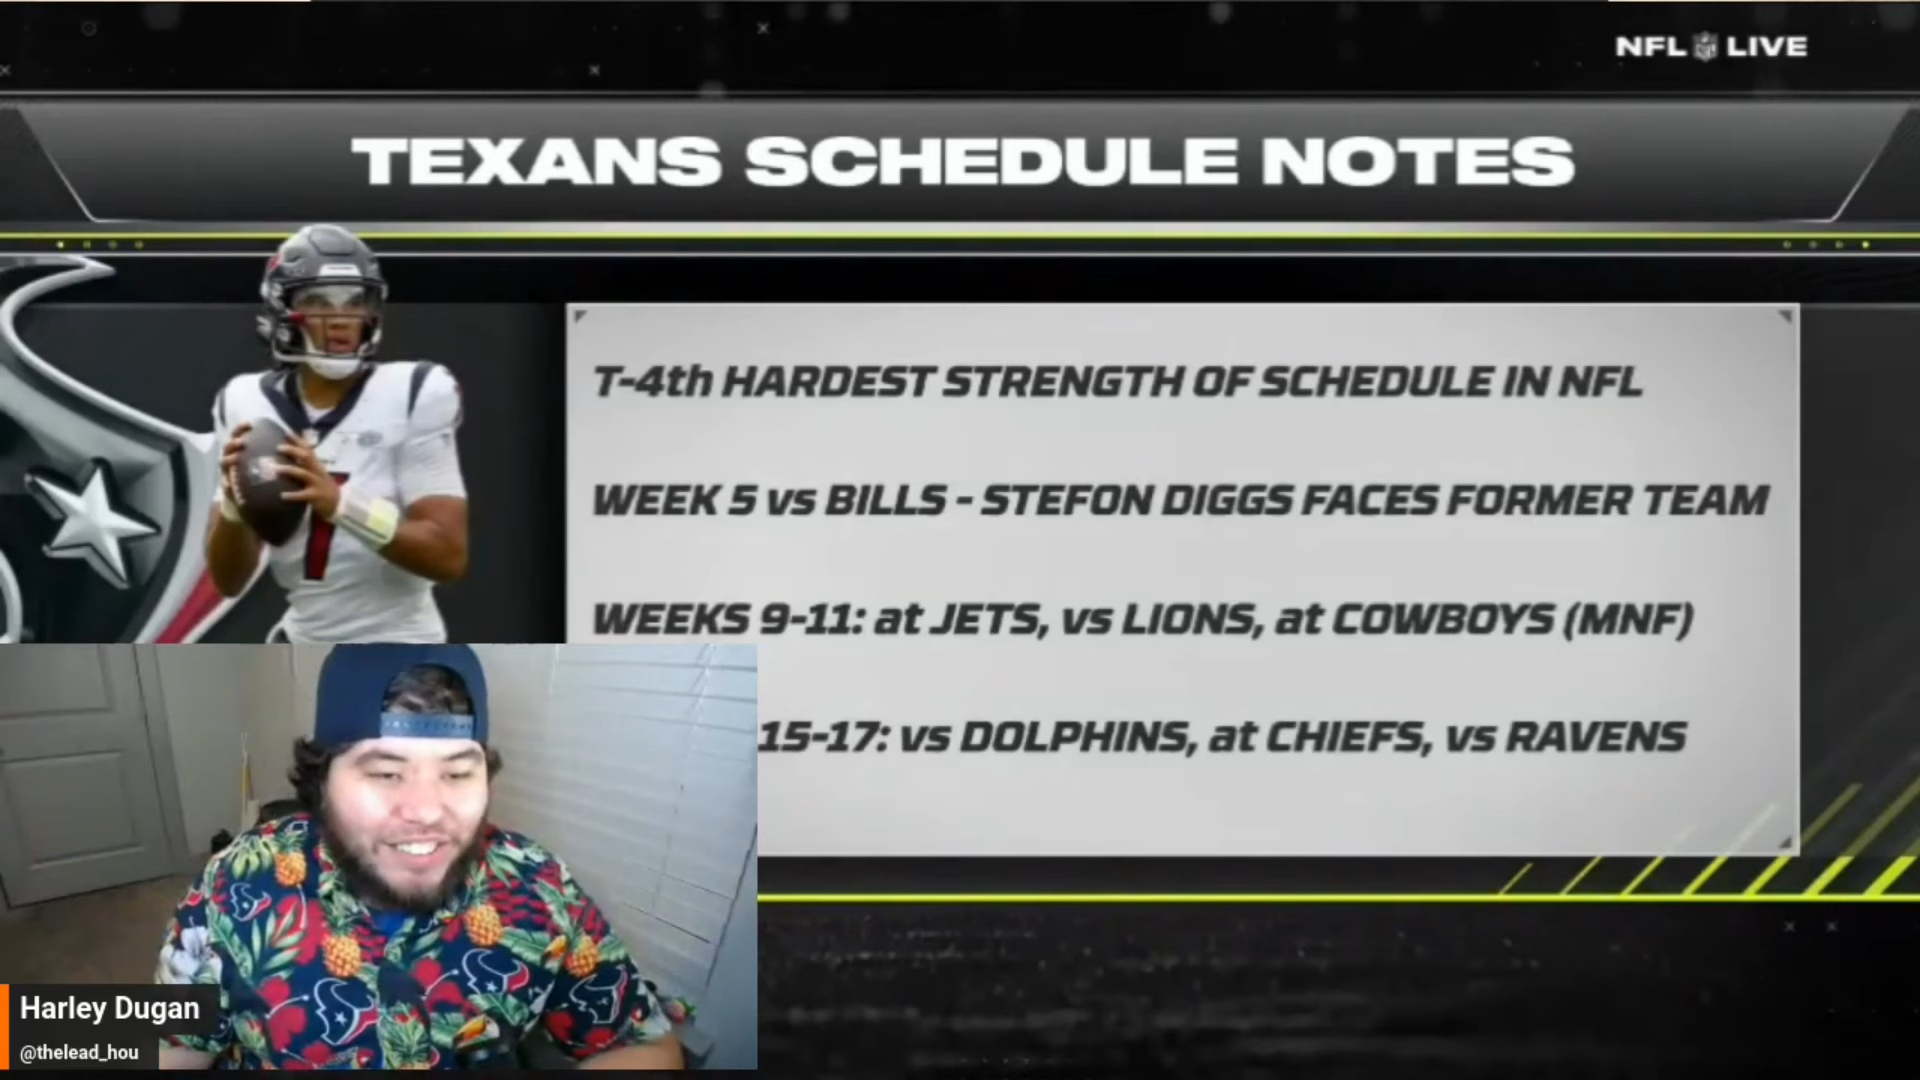 NFL LIVE
TEXANS SCHEDULE NOTES
T-4th HARDEST STRENGTH OF SCHEDULE IN NFL
WEEK 5 vs BILLS - STEFON DIGGS FACES FORMER TEAM
WEEKS 9-11: at JETS, vs LIONS, at COWBOYS (MNF)
15-17: vs DOLPHINS, at CHIEFS, vs RAVENS
7
Harley Dugan
@thelead_hou